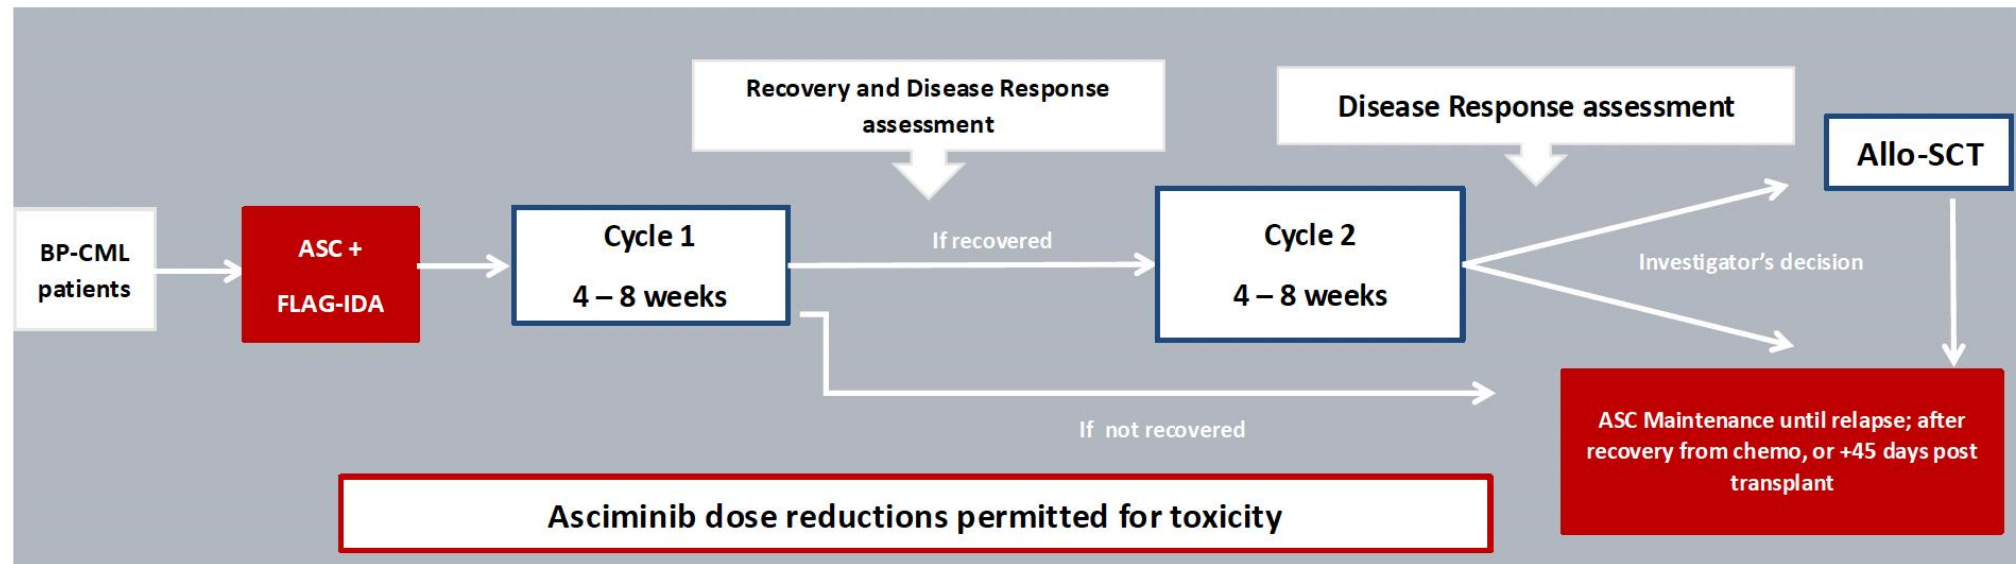 BP-CML
patients
ASC +
FLAG-IDA
Cycle 1
4 – 8 weeks
Recovery and Disease Response
assessment
If recovered
If  not recovered
Cycle 2
4 – 8 weeks
Disease Response assessment
Investigator's decision
Allo-SCT
ASC Maintenance until relapse; after
recovery from chemo, or +45 days post
transplant
Asciminib dose reductions permitted for toxicity